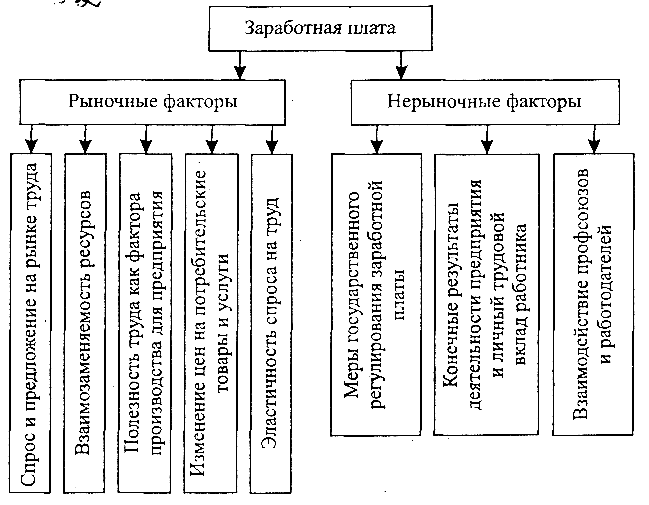 Заработная плата
Рыночные факторы
Нерыночные факторы
Спрос и предложение на рынке труда
Взаимозаменяемость ресурсов
Полезность труда как фактора
производства для предприятия
Изменение цен на потребительские
товары и услуги
Эластичность спроса на труд
Меры государственного
регулирования заработной
платы
Конечные результаты
деятельности предприятия
и личный трудовой
вклад работника
Взаимодействие профсоюзов
и работодателей